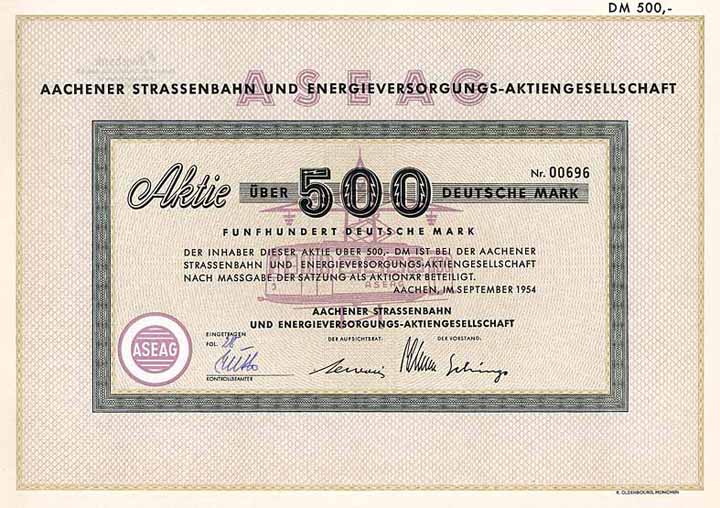 DM 500,-
ASEAG
AACHENER STRASSENBAHN UND ENERGIEVERSORGUNGS-AKTIENGESELLSCHAFT
Nr. 00696
Aktie ÜBER 500 DEUTSCHE MARK
FUNFHUNDERT DEUTSCHE MARK
DER INHABER DIESER AKTIE ÜBER 500,- DM IST BEI DER AACHENER
STRASSENBAHN UND ENERGIEVERSORGUNGS-AKTIENGESELLSCHAFT
NACH MASSGABE DER SATZUNG ALS AKTIONÄR BETEILIGT.
ASEAG
AACHEN, IM SEPTEMBER 1954
AACHENER STRASSENBAHN
UND ENERGIEVERSORGUNGS-AKTIENGESELLSCHAFT
EINGETRAGEN
FOL. 28
DER AUFSICHTSRAT:
DER VORSTAND:
ASEAG
KONTROLLBEAMTER
R. OLDENBOURG, MÜNCHEN